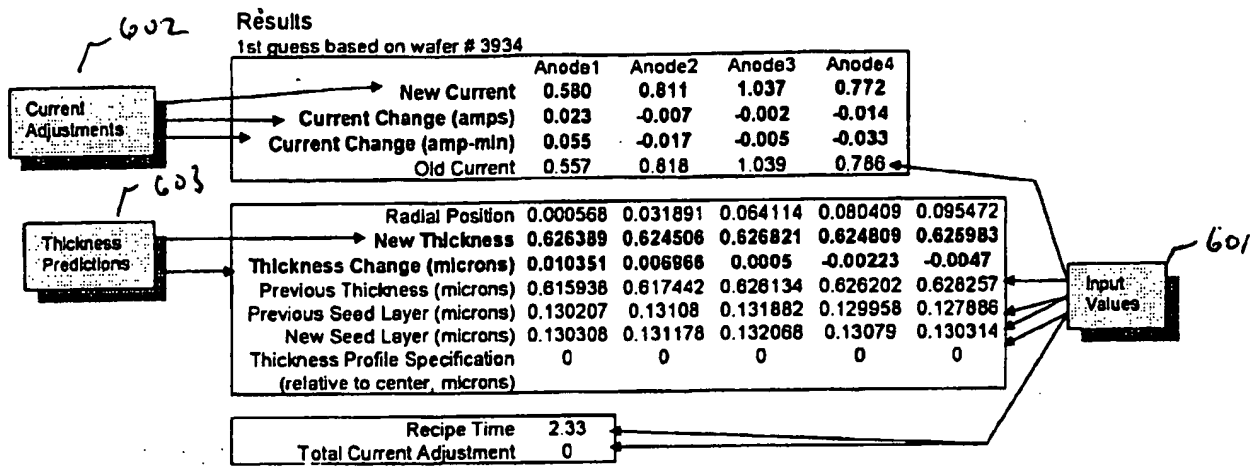 602
Results
1st guess based on wafer # 3934
Anode1 Anode2 Anode3 Anode4
New Current 0.580 0.811 1.037 0.772
Current Change (amps) 0.023 -0.007 -0.002 -0.014
Current Change (amp-min) 0.055 -0.017 -0.005 -0.033
Old Current 0.557 0.818 1.039 0.786
Current
Adjustments
603
Radial Position 0.000568 0.031891 0.064114 0.080409 0.095472
New Thickness 0.626389 0.624506 0.626821 0.624809 0.625983
Thickness Change (microns) 0.010351 0.006966 0.0005 -0.00223 -0.0047
Previous Thickness (microns) 0.615938 0.617442 0.626134 0.626202 0.628257
Previous Seed Layer (microns) 0.130207 0.13108 0.131882 0.129958 0.127886
New Seed Layer (microns) 0.130308 0.131178 0.132068 0.13079 0.130314
Thickness Profile Specification 0 0 0 0 0
(relative to center, microns)
Thickness
Predictions
601
Input
Values
Recipe Time 2.33
Total Current Adjustment 0